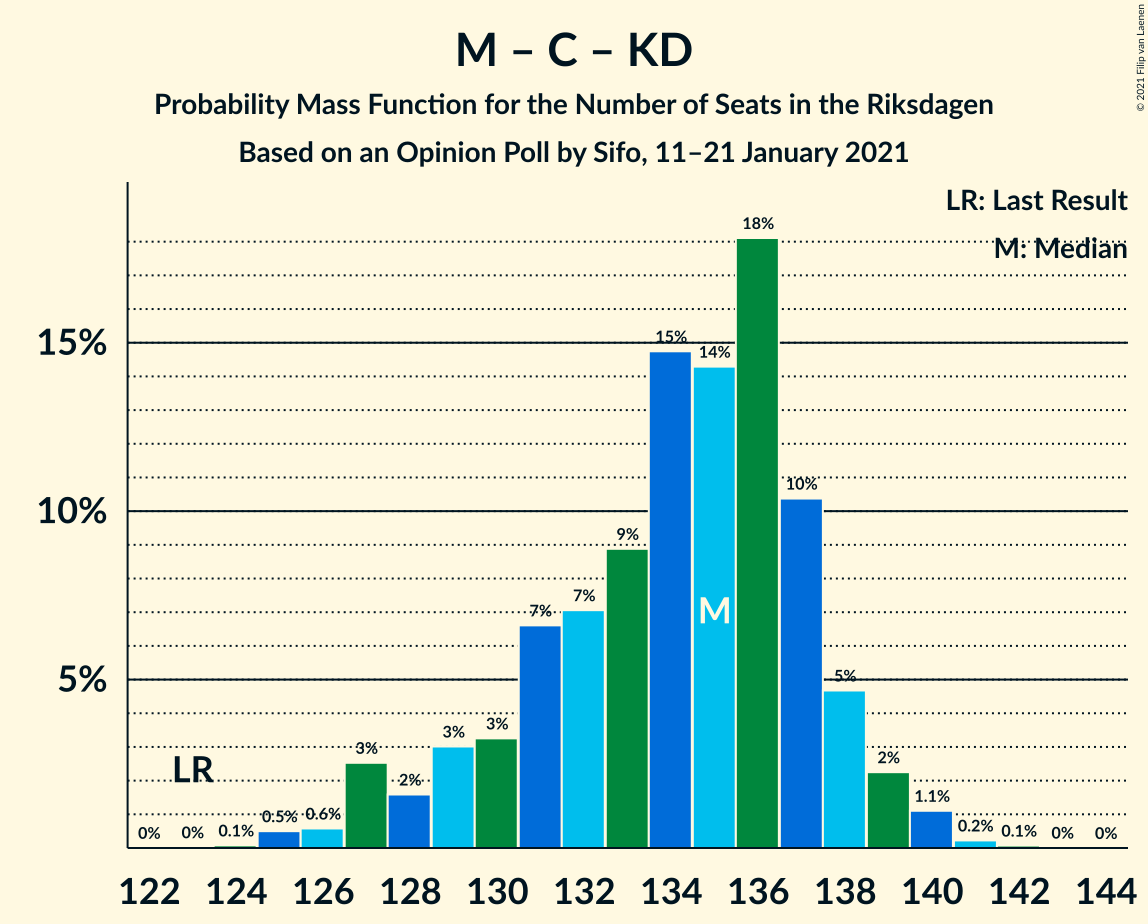 M – C – KD
Probability Mass Function for the Number of Seats in the Riksdagen
Based on an Opinion Poll by Sifo, 11–21 January 2021
© 2021 Filip van Laenen
LR: Last Result
M: Median
15%
10%
5%
0%
0%
0.1%
0.5%
0.6%
3%
2%
3%
3%
7%
7%
9%
15%
14%
18%
10%
5%
2%
1.1%
0.2%
0.1%
0%
0%
LR
M
122 124 126 128 130 132 134 136 138 140 142 144